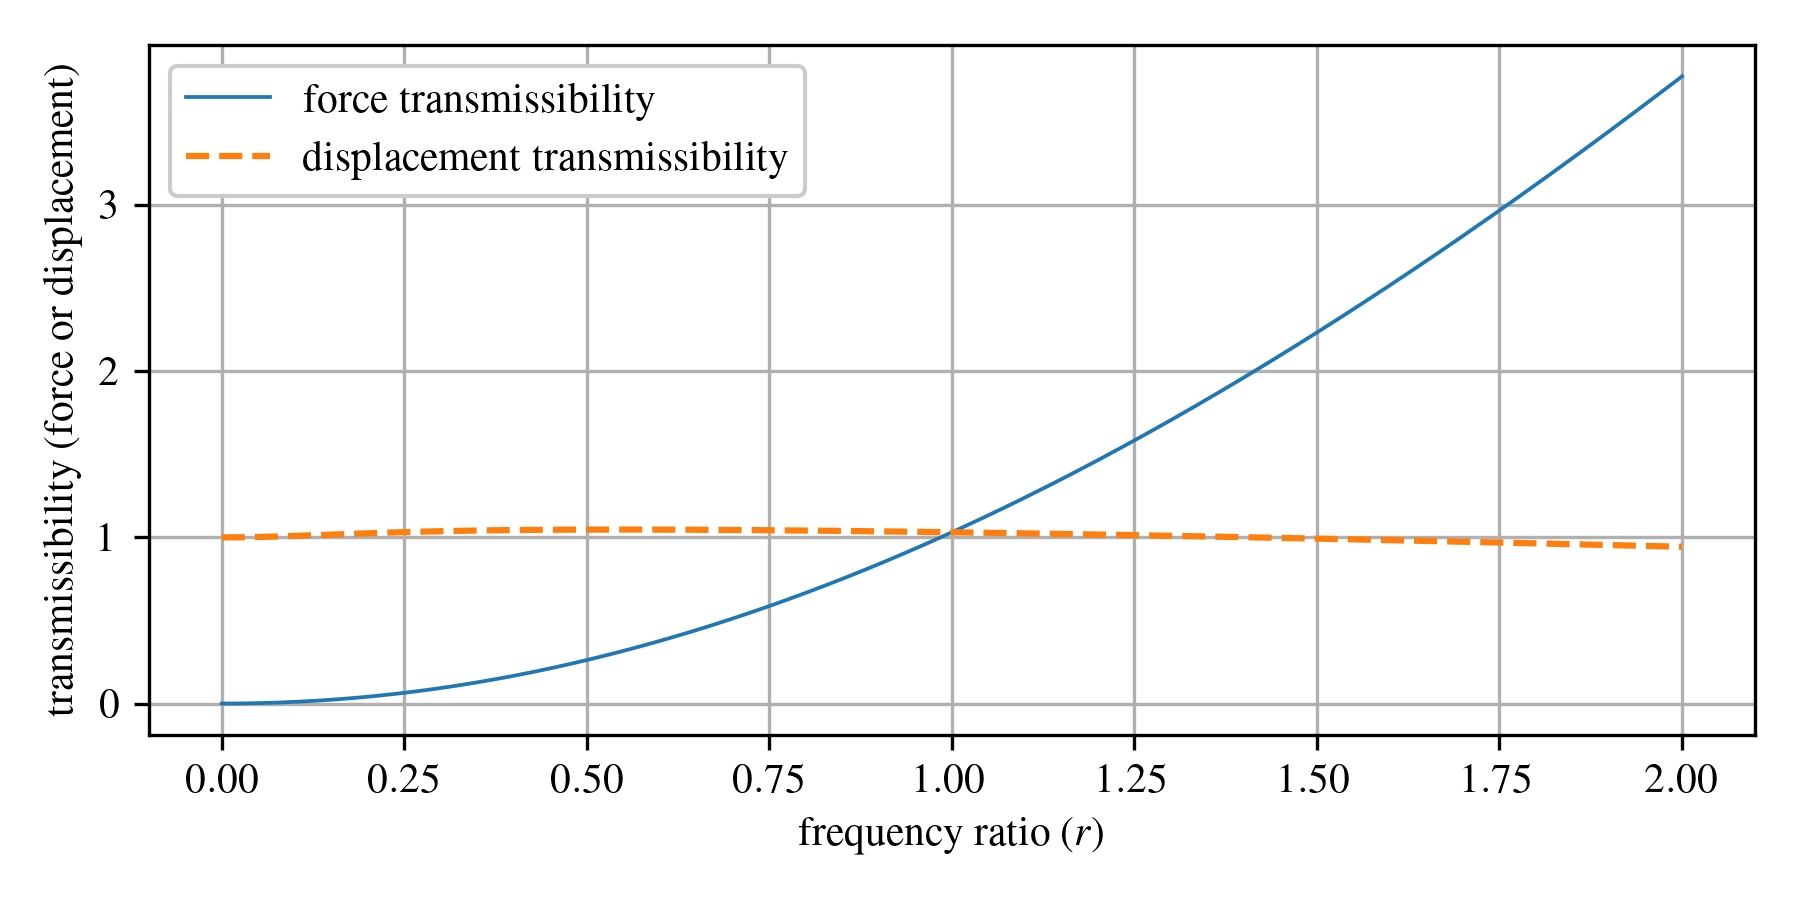 force transmissibility
displacement transmissibility
transmissibility (force or displacement)
3
2
1
0
0.00 0.25 0.50 0.75 1.00 1.25 1.50 1.75 2.00
frequency ratio (r)